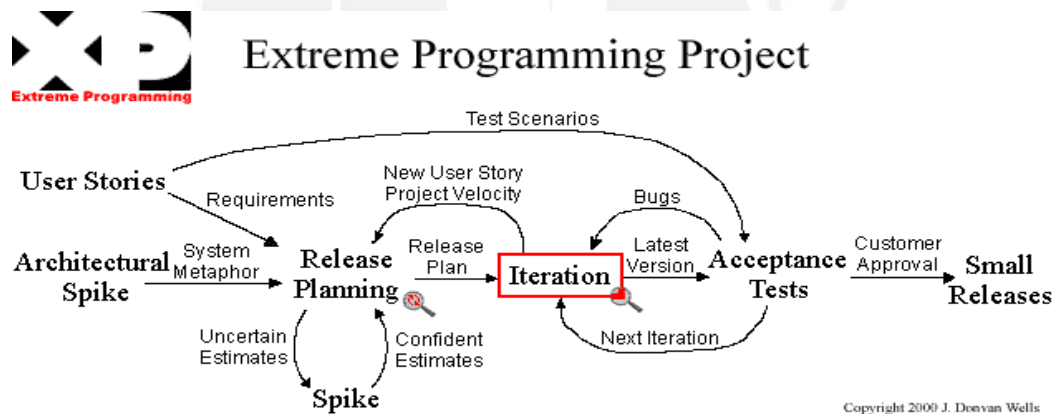 XP
Extreme Programming
Extreme Programming Project
Test Scenarios
User Stories
Requirements
New User Story
Project Velocity
Bugs
Architectural
Spike
System
Metaphor
Release
Planning
Release
Plan
Iteration
Latest
Version
Acceptance
Tests
Customer
Approval
Small
Releases
Uncertain
Estimates
Confident
Estimates
Next Iteration
Spike
Copyright 2000 J. Donvan Wells